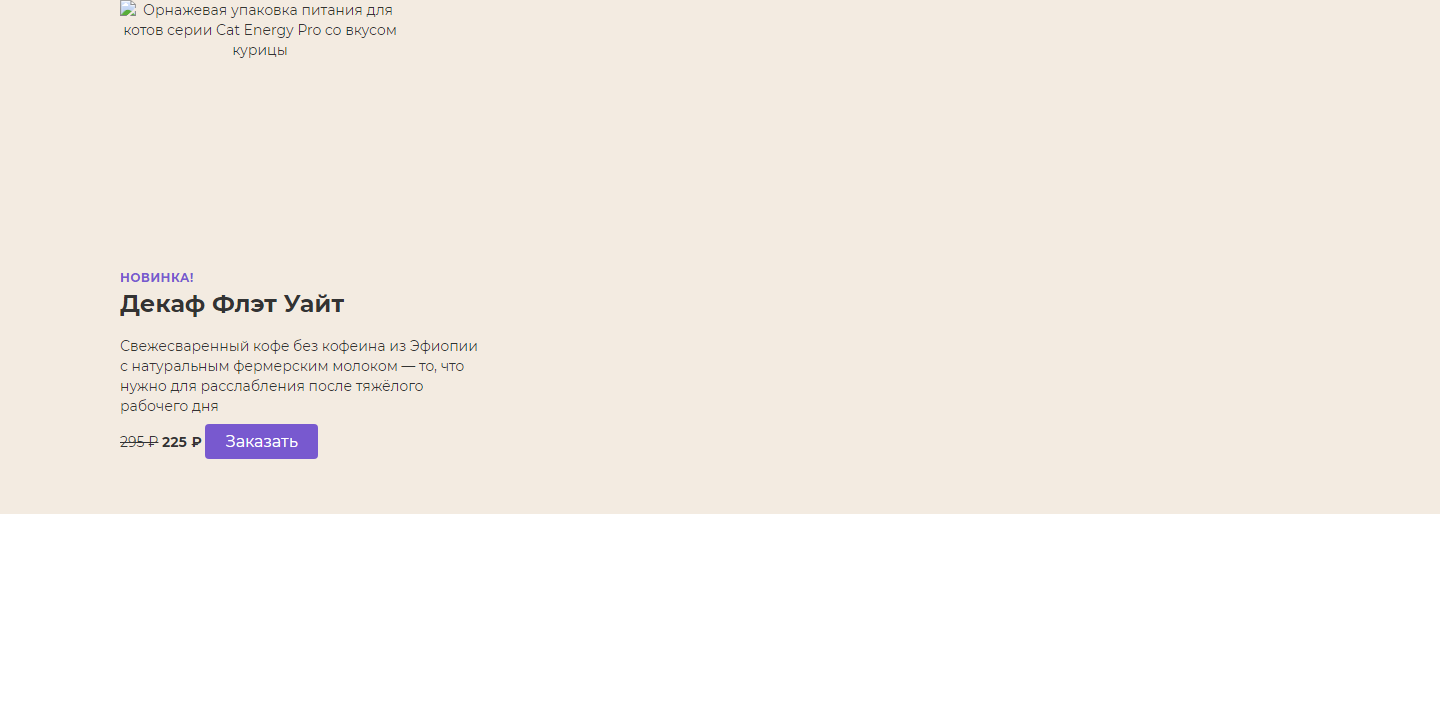 Орнажевая упаковка питания для
котов серии Cat Energy Pro со вкусом
курицы
НОВИНКА!
Декаф Флэт Уайт
Свежесваренный кофе без кофеина из Эфиопии
с натуральным фермерским молоком — то, что
нужно для расслабления после тяжёлого
рабочего дня
295 ₽ 225 ₽ Заказать